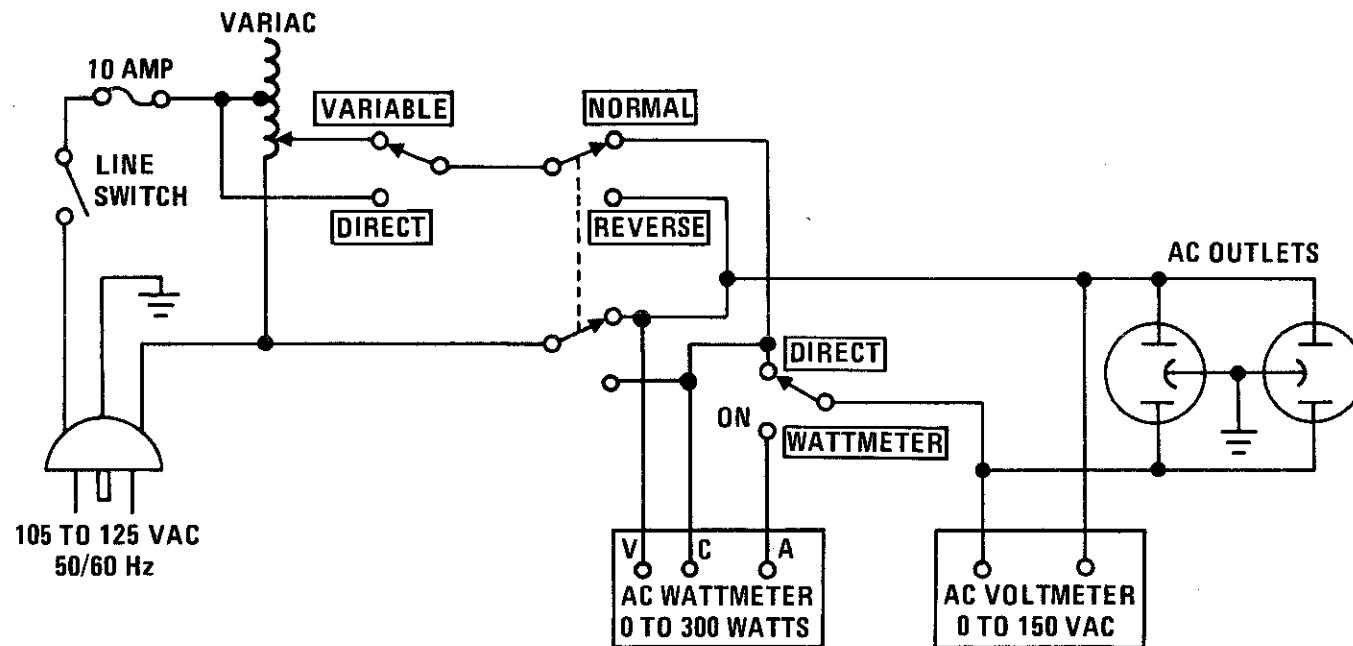 VARIAC
10 AMP
VARIABLE
NORMAL
LINE
SWITCH
DIRECT
REVERSE
AC OUTLETS
DIRECT
ON
WATTMETER
105 TO 125 VAC
50/60 Hz
V C A
AC WATTMETER
0 TO 300 WATTS
AC VOLTMETER
0 TO 150 VAC